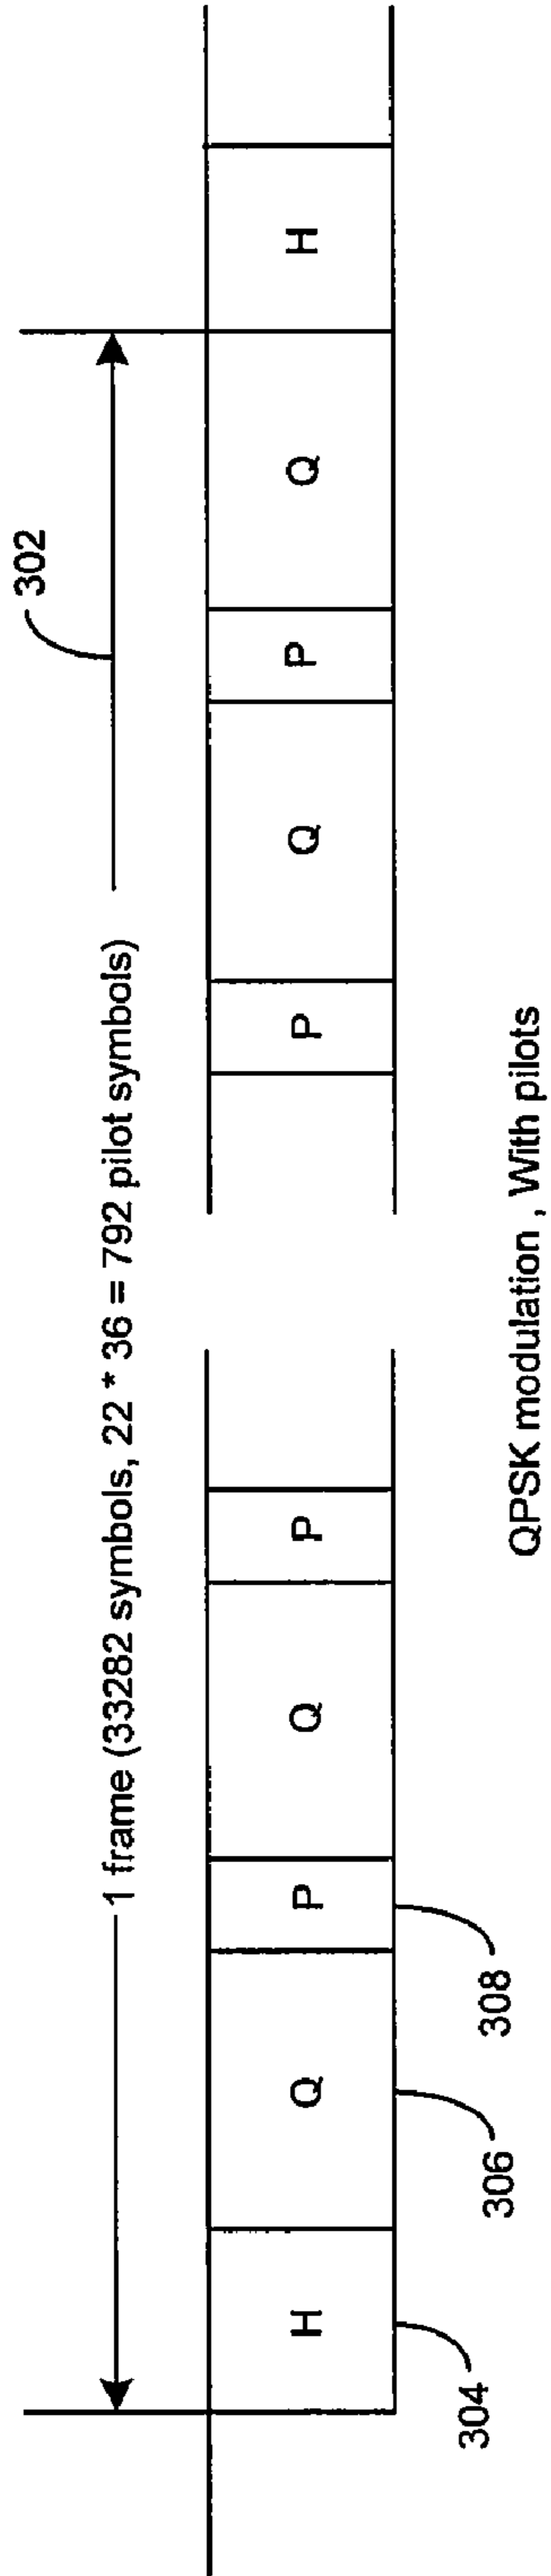 302
1 frame (33282 symbols, 22 * 36 = 792 pilot symbols)
H Q P Q P P Q P Q H
304 306 308
QPSK modulation , With pilots